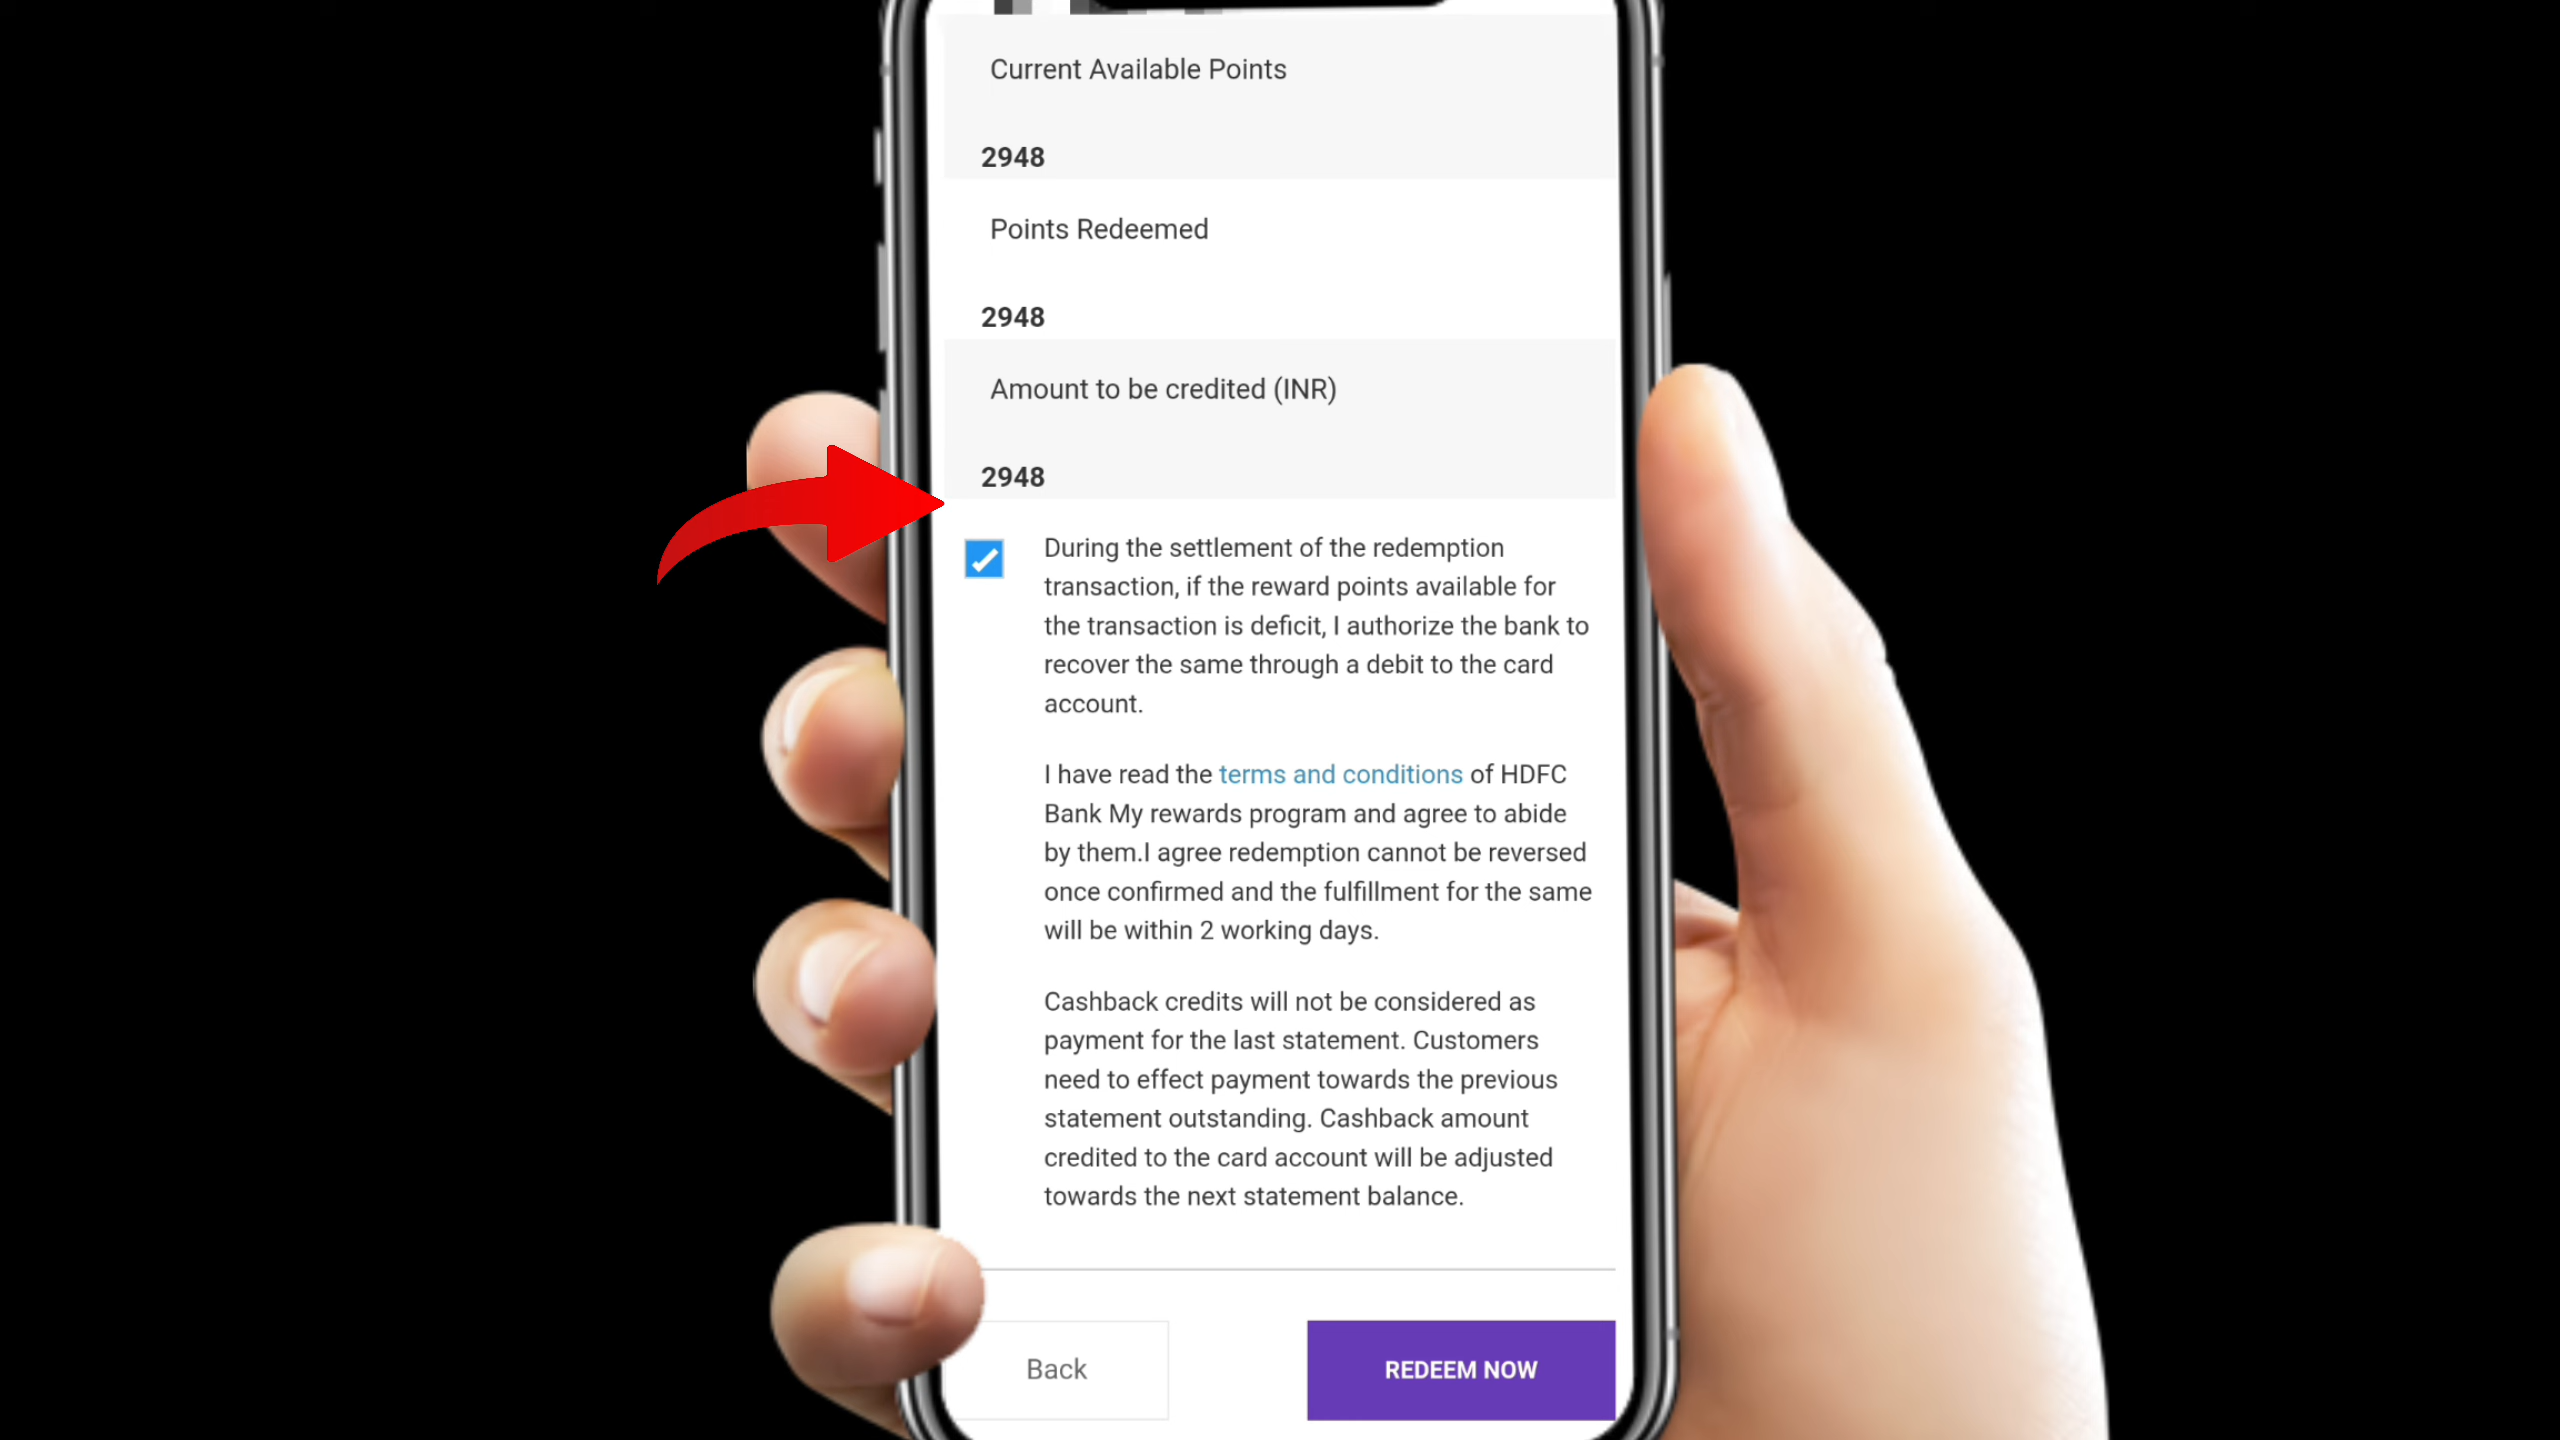 Current Available Points
2948
Points Redeemed
2948
Amount to be credited (INR)
2948
During the settlement of the redemption
transaction, if the reward points available for
the transaction is deficit, I authorize the bank to
recover the same through a debit to the card
account.
I have read the terms and conditions of HDFC
Bank My rewards program and agree to abide
by them.I agree redemption cannot be reversed
once confirmed and the fulfillment for the same
will be within 2 working days.
Cashback credits will not be considered as
payment for the last statement. Customers
need to effect payment towards the previous
statement outstanding. Cashback amount
credited to the card account will be adjusted
towards the next statement balance.
Back
REDEEM NOW